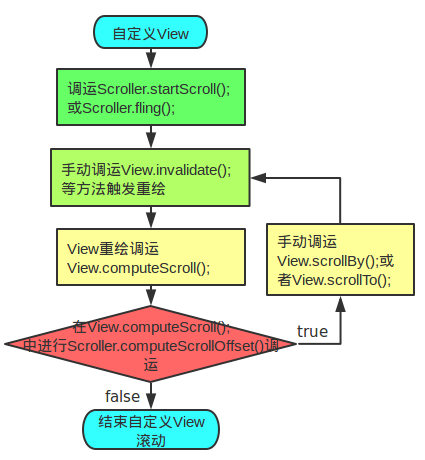 自定义View
调运Scroller.startScroll();
或Scroller.fling();
手动调运View.invalidate();
等方法触发重绘
View重绘调运
View.computeScroll();
手动调运
View.scrollBy();或
者View.scrollTo();
在View.computeScroll();
中进行Scroller.computeScrollOffset()调
运
true
false
结束自定义View
滚动